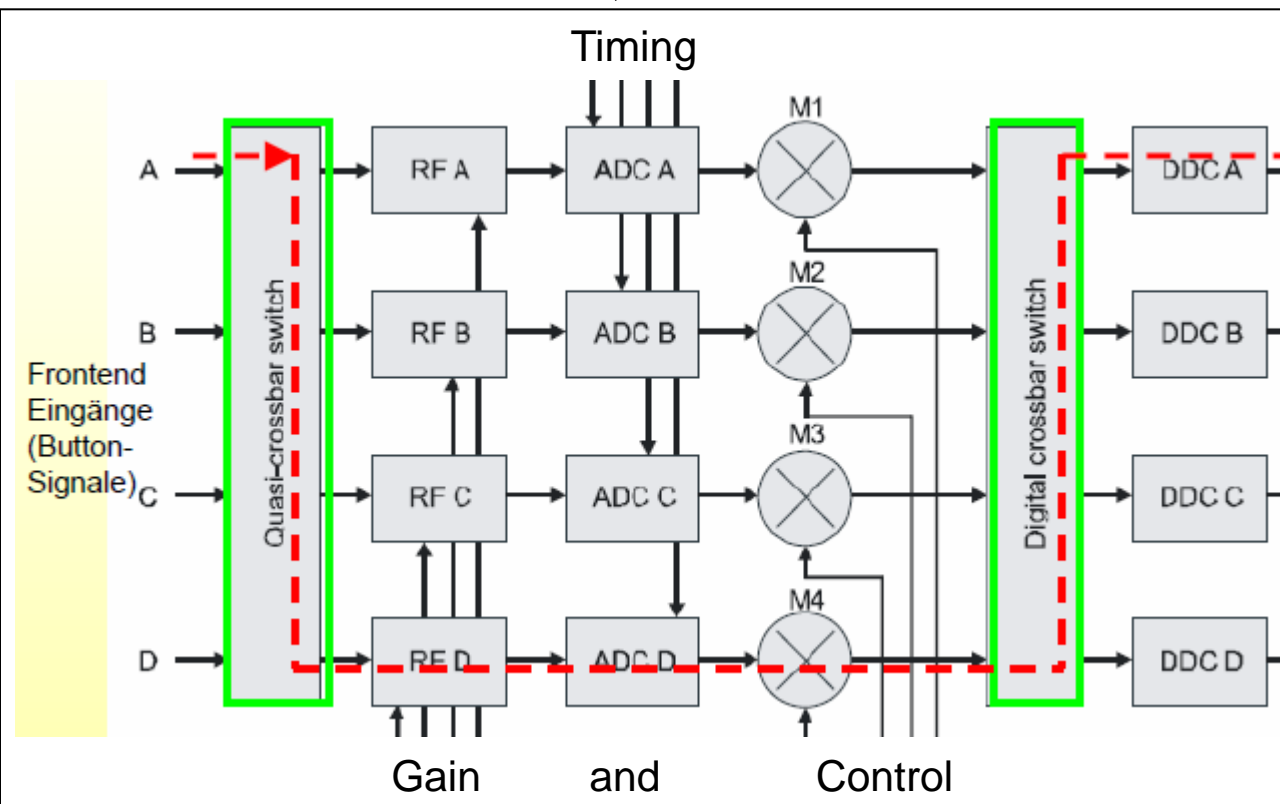 Timing
M1
A
RF A
ADC A
DDC A
M2
B
RF B
ADC B
DDC B
Frontend
Eingänge
(Button-
Signale)
Quasi-crossbar switch
Digital crossbar switch
M3
C
RF C
ADC C
DDC C
M4
D
RF D
ADC D
DDC D
Gain and Control